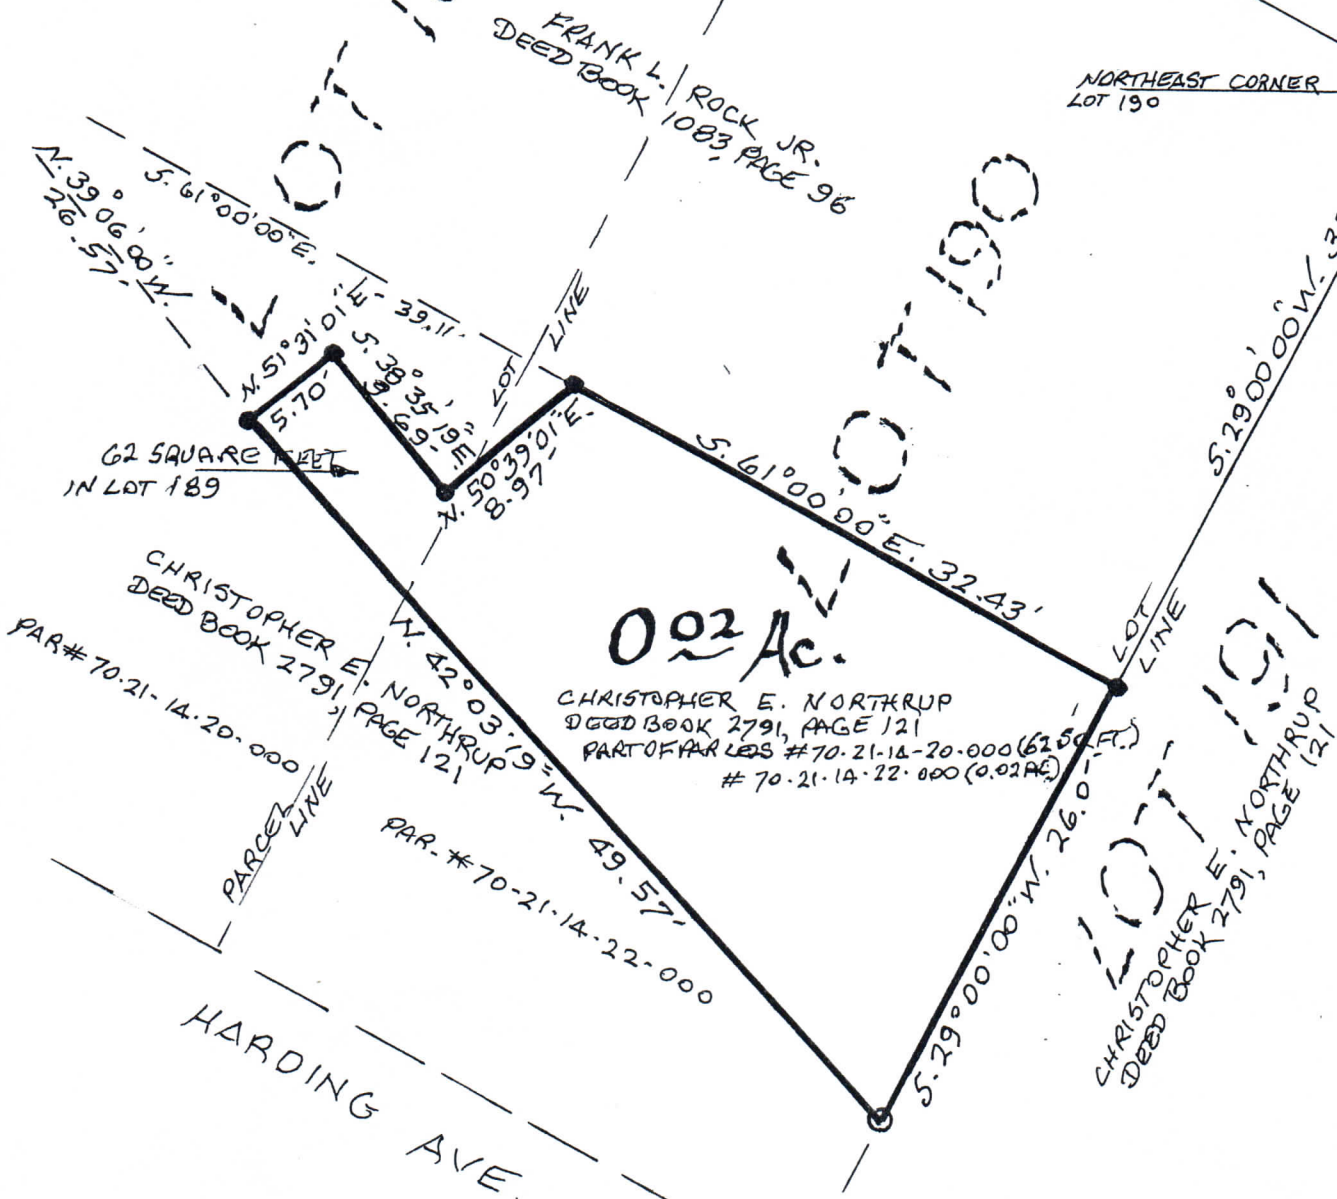 LOT
FRANK L. ROCK JR.
DEED BOOK 1083, PAGE 96
NORTHEAST CORNER
LOT 190
N. 39° 06' 00" W.
26.57'
S. 61° 00' 00" E.
39.11'
LOT LINE
LOT 190
S. 29° 00' 00" W.
N. 51° 31' 01" E.
5.70'
S. 38° 35' 19" E.
9.69'
N. 50° 39' 01" E.
8.97'
62 SQUARE FEET
IN LOT 189
S. 61° 00' 00" E. 32.43'
LOT LINE
LOT 191
CHRISTOPHER E. NORTHRUP
DEED BOOK 2791, PAGE 121
PAR# 70-21-14-20-000
N. 42° 03' 19" W. 49.57'
0.02 Ac.
CHRISTOPHER E. NORTHRUP
DEED BOOK 2791, PAGE 121
PART OF PARCELS #70-21-14-20-000 (62 SQ. FT.)
# 70-21-14-22-000 (0.02 AC)
S. 29° 00' 00" W. 26.0'
CHRISTOPHER E. NORTHRUP
DEED BOOK 2791, PAGE 121
PARCEL LINE
PAR. # 70-21-14-22-000
HARDING AVE.